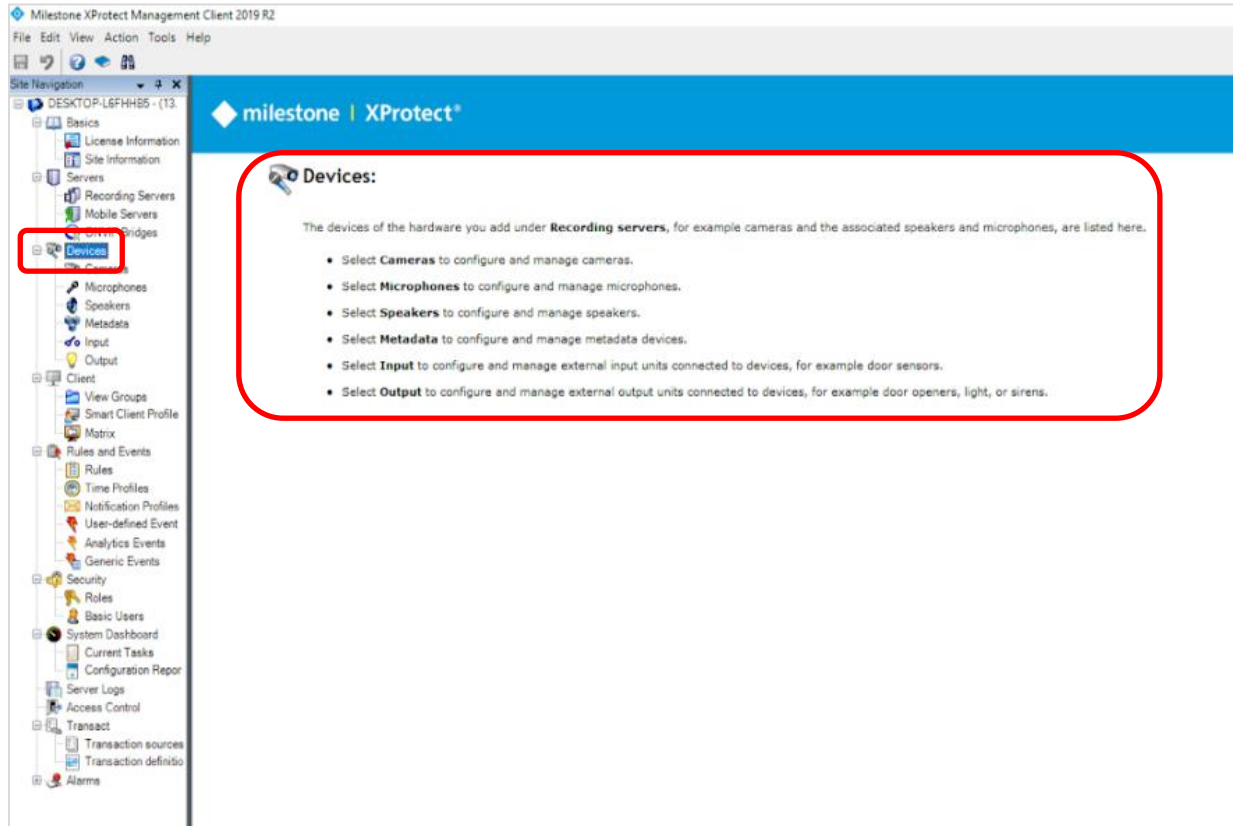 Milestone XProtect Management Client 2019 R2
File Edit View Action Tools Help
Site Navigation
DESKTOP-L6FHHB5 - (13.
Basics
License Information
Site Information
Servers
Recording Servers
Mobile Servers
Bridges
Devices
Cameras
Microphones
Speakers
Metadata
Input
Output
Client
View Groups
Smart Client Profile
Matrix
Rules and Events
Rules
Time Profiles
Notification Profiles
User-defined Event
Analytics Events
Generic Events
Security
Roles
Basic Users
System Dashboard
Current Tasks
Configuration Repor
Server Logs
Access Control
Transact
Transaction sources
Transaction definitio
Alarms
milestone | XProtect®
Devices:
The devices of the hardware you add under Recording servers, for example cameras and the associated speakers and microphones, are listed here.
• Select Cameras to configure and manage cameras.
• Select Microphones to configure and manage microphones.
• Select Speakers to configure and manage speakers.
• Select Metadata to configure and manage metadata devices.
• Select Input to configure and manage external input units connected to devices, for example door sensors.
• Select Output to configure and manage external output units connected to devices, for example door openers, light, or sirens.